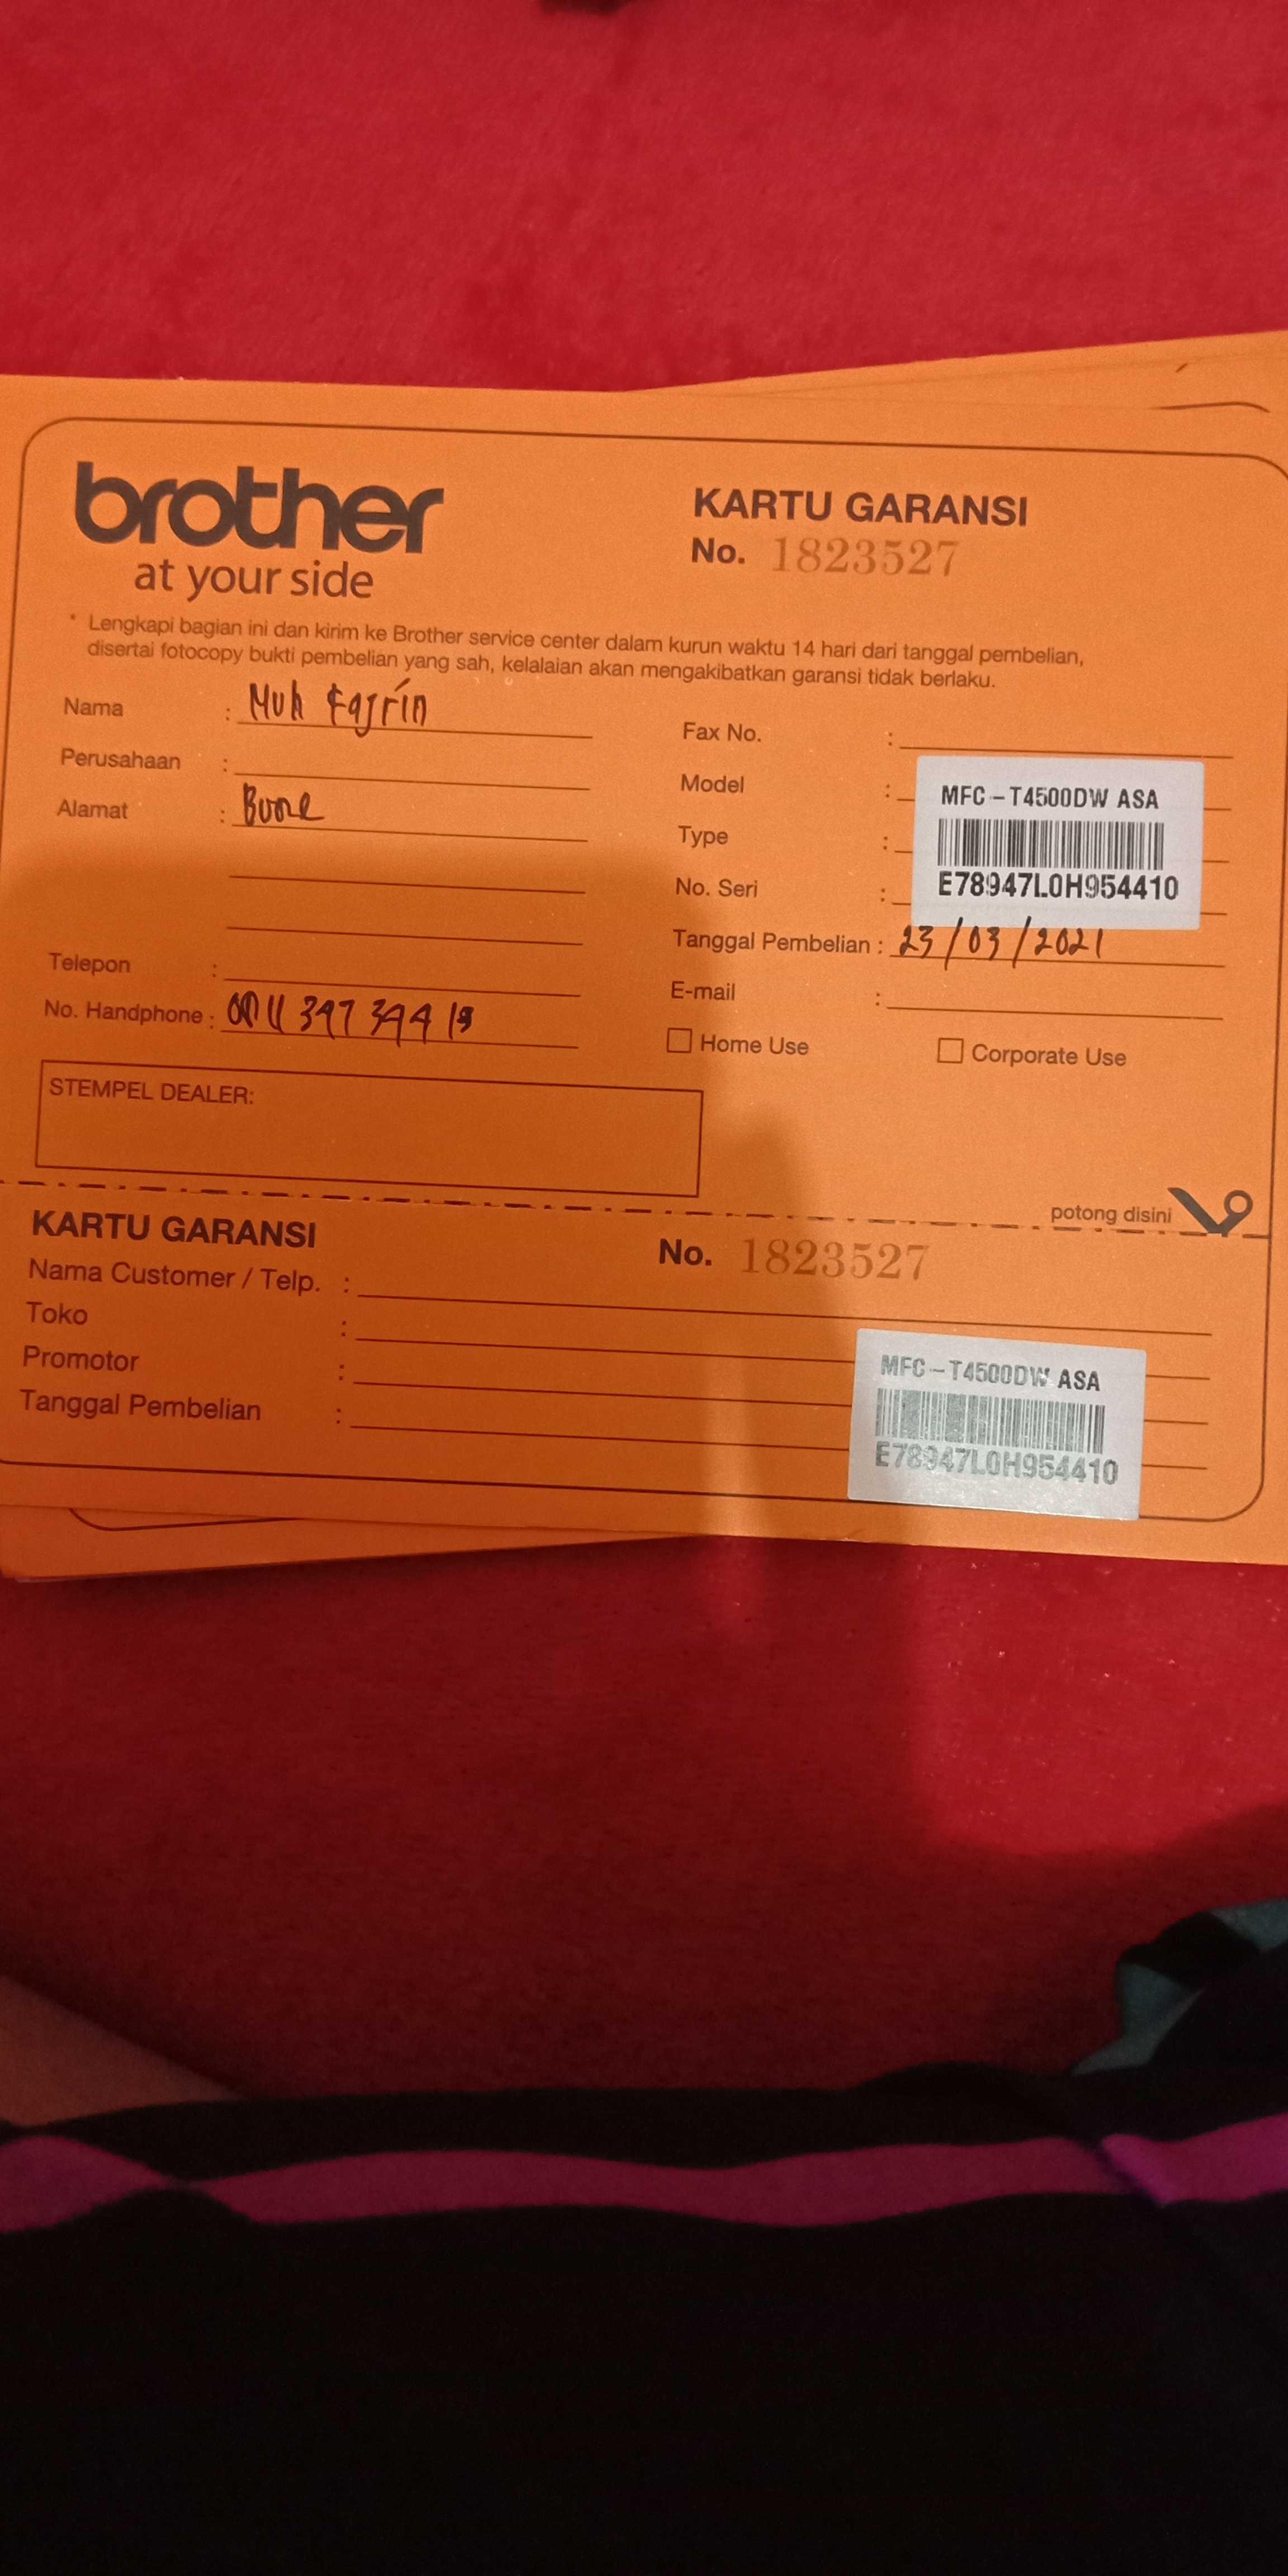 brother
at your side
KARTU GARANSI
No. 1823527
* Lengkapi bagian ini dan kirim ke Brother service center dalam kurun waktu 14 hari dari tanggal pembelian,
disertai fotocopy bukti pembelian yang sah, kelalaian akan mengakibatkan garansi tidak berlaku.
Nama : Muh Fajrin
Perusahaan :
Alamat : Bone
Telepon :
No. Handphone :
Fax No. :
Model :
Type :
No. Seri :
MFC-T4500DW ASA
E78947L0H954410
Tanggal Pembelian : 23/03/2021
E-mail :
Home Use
Corporate Use
STEMPEL DEALER:
potong disini
KARTU GARANSI
No. 1823527
Nama Customer / Telp. :
Toko :
Promotor :
Tanggal Pembelian :
MFC-T4500DW ASA
E78947L0H954410